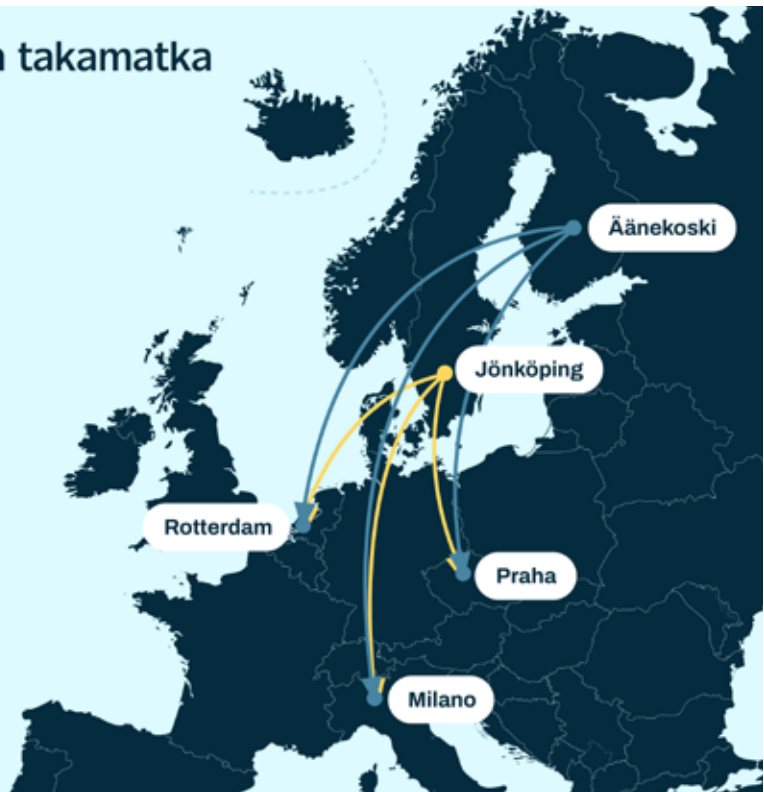 takamatka
Äänekoski
Jönköping
Rotterdam
Praha
Milano